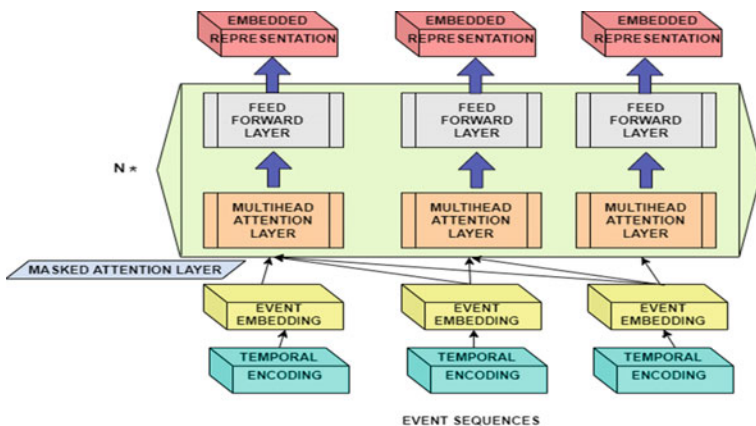 EMBEDDED
REPRESENTATION
EMBEDDED
REPRESENTATION
EMBEDDED
REPRESENTATION
FEED
FORWARD
LAYER
FEED
FORWARD
LAYER
FEED
FORWARD
LAYER
N *
MULTIHEAD
ATTENTION
LAYER
MULTIHEAD
ATTENTION
LAYER
MULTIHEAD
ATTENTION
LAYER
MASKED ATTENTION LAYER
EVENT
EMBEDDING
EVENT
EMBEDDING
EVENT
EMBEDDING
TEMPORAL
ENCODING
TEMPORAL
ENCODING
TEMPORAL
ENCODING
EVENT SEQUENCES